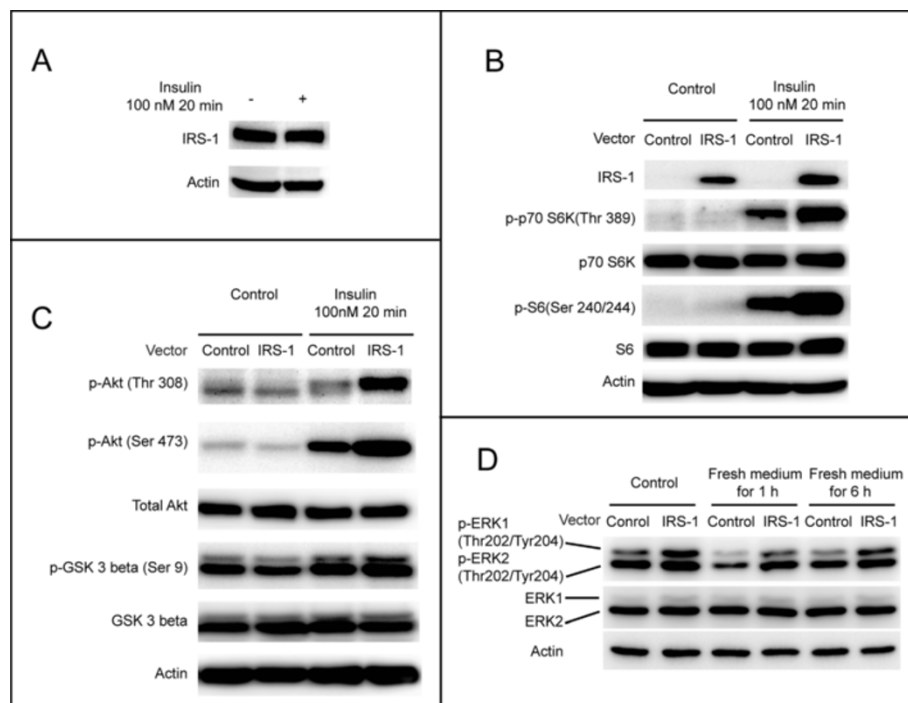 A
Insulin
100 nM 20 min
- +
IRS-1
Actin
B
Control Insulin
100 nM 20 min
Vector Control IRS-1 Control IRS-1
IRS-1
p-p70 S6K(Thr 389)
p70 S6K
p-S6(Ser 240/244)
S6
Actin
C
Control Insulin
100nM 20 min
Vector Control IRS-1 Control IRS-1
p-Akt (Thr 308)
p-Akt (Ser 473)
Total Akt
p-GSK 3 beta (Ser 9)
GSK 3 beta
Actin
D
Control Fresh medium for 1 h Fresh medium for 6 h
Vector Conrol IRS-1 Control IRS-1 Control IRS-1
p-ERK1
(Thr202/Tyr204)
p-ERK2
(Thr202/Tyr204)
ERK1
ERK2
Actin